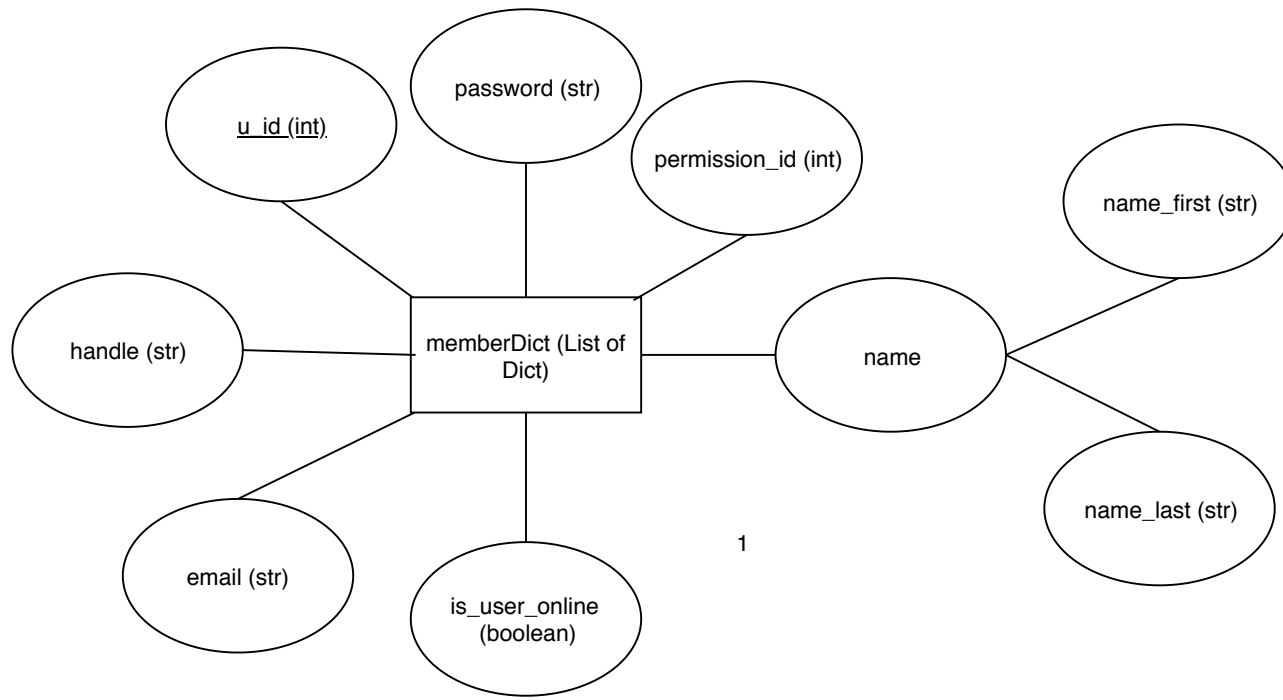 password (str)
u_id (int)
permission_id (int)
name_first (str)
handle (str)
memberDict (List of
Dict)
name
name_last (str)
1
email (str)
is_user_online
(boolean)